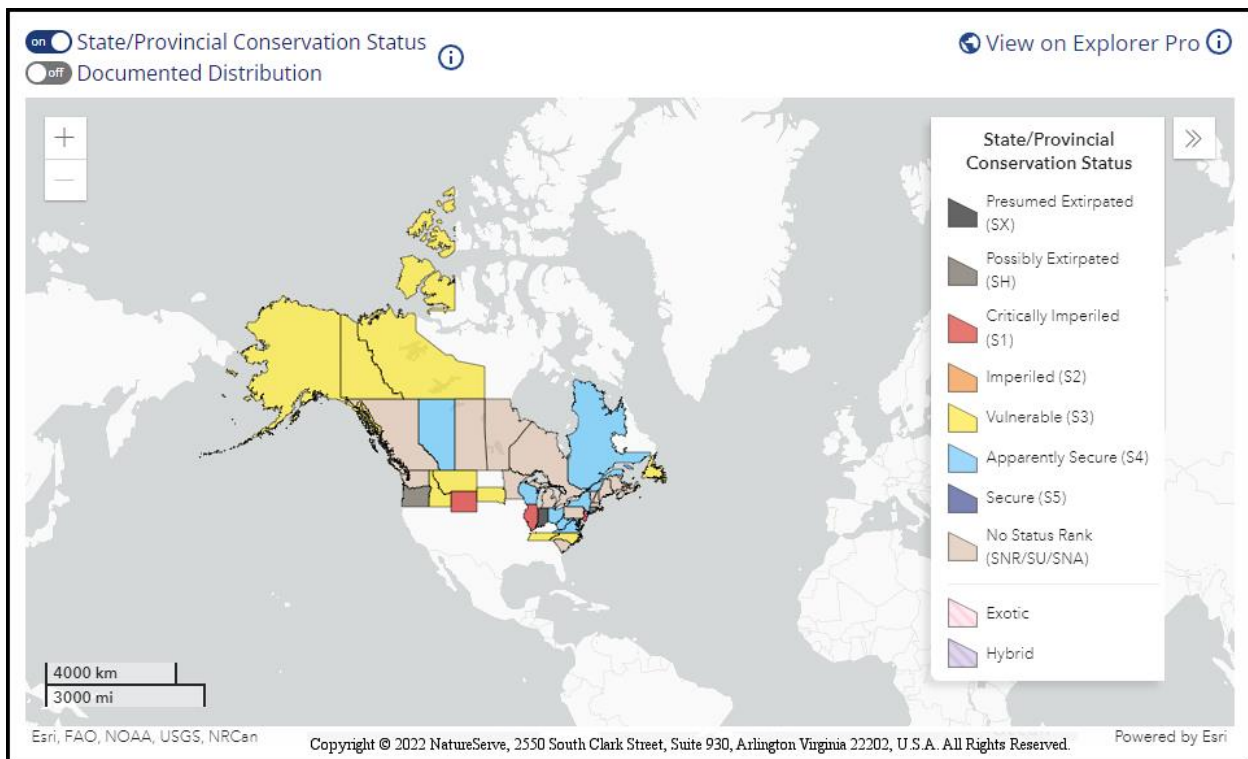 on State/Provincial Conservation Status
off Documented Distribution
View on Explorer Pro
State/Provincial
Conservation Status
Presumed Extirpated
(SX)
Possibly Extirpated
(SH)
Critically Imperiled
(S1)
Imperiled (S2)
Vulnerable (S3)
Apparently Secure (S4)
Secure (S5)
No Status Rank
(SNR/SU/SNA)
Exotic
Hybrid
4000 km
3000 mi
Esri, FAO, NOAA, USGS, NRCan
Copyright © 2022 NatureServe, 2550 South Clark Street, Suite 930, Arlington Virginia 22202, U.S.A. All Rights Reserved.
Powered by Esri